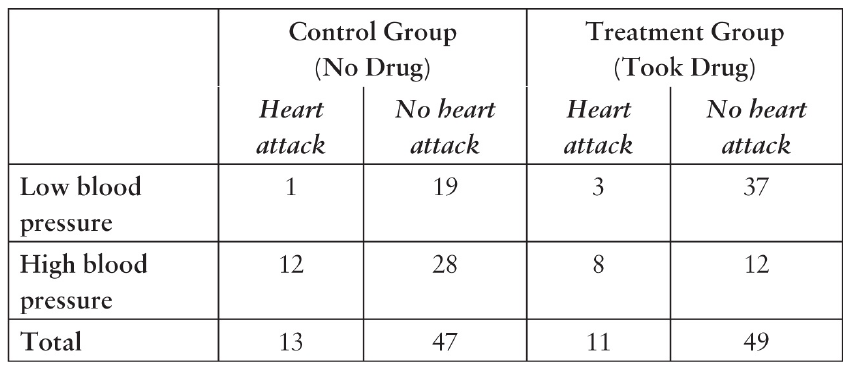 Control Group
(No Drug)
Treatment Group
(Took Drug)
Heart
attack
No heart
attack
Heart
attack
No heart
attack
Low blood
pressure
1
19
3
37
High blood
pressure
12
28
8
12
Total
13
47
11
49